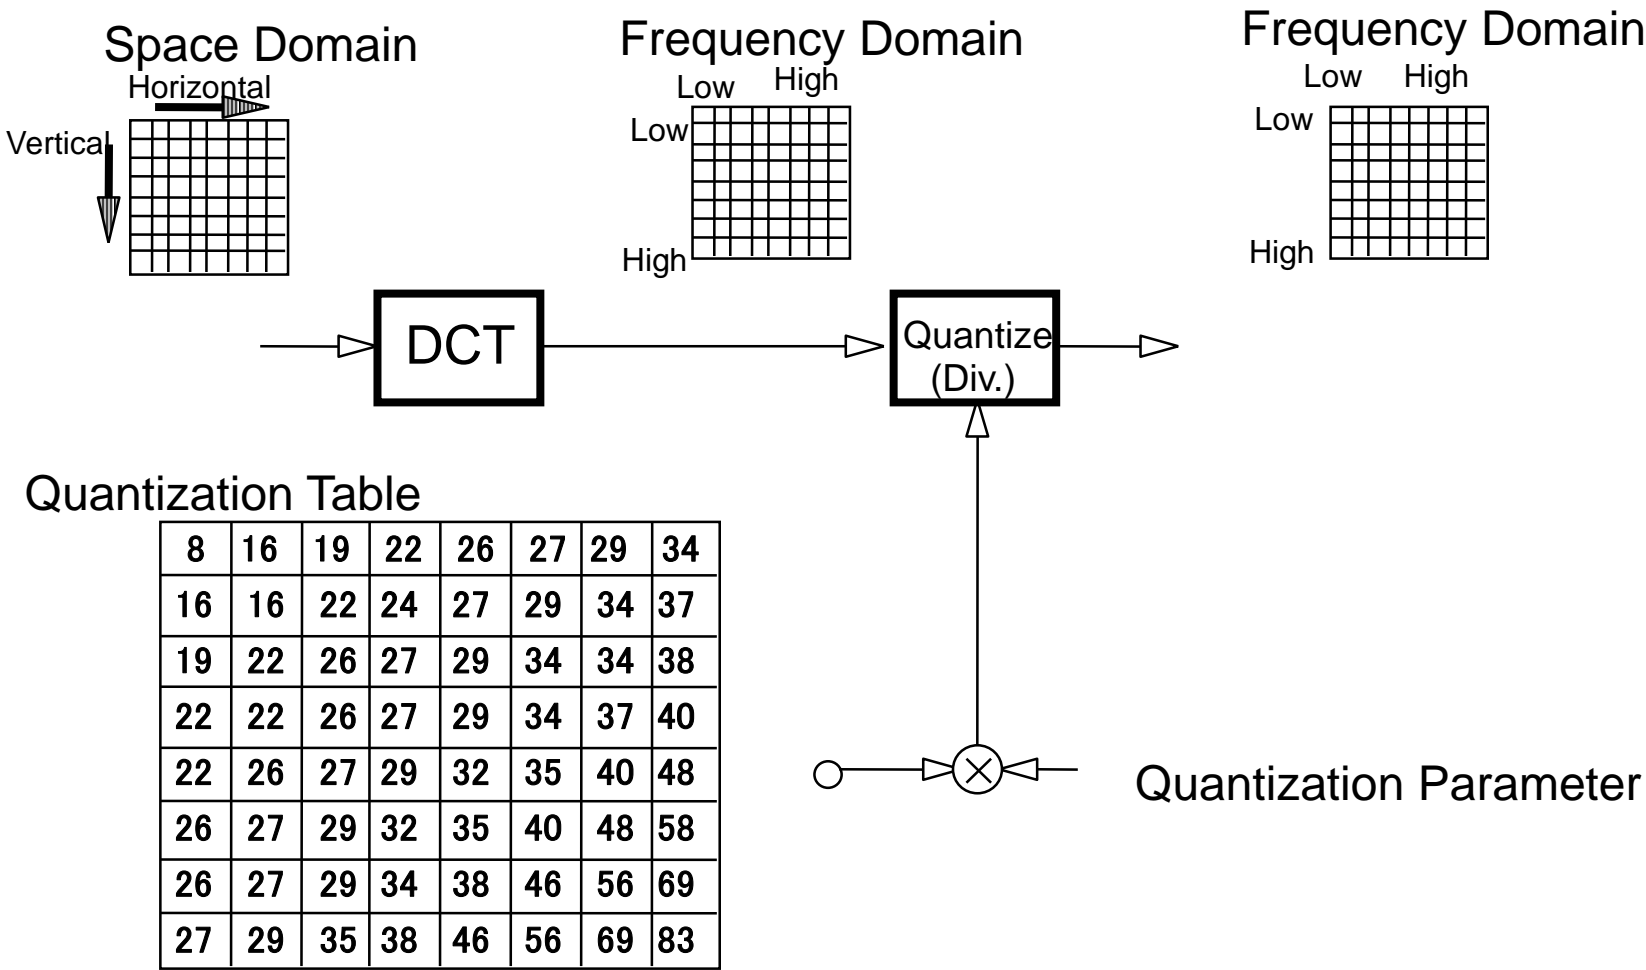 Space Domain
Horizontal
Vertical
Frequency Domain
Low High
Low
High
Frequency Domain
Low High
Low
High
DCT
Quantize
(Div.)
Quantization Table
8 16 19 22 26 27 29 34
16 16 22 24 27 29 34 37
19 22 26 27 29 34 34 38
22 22 26 27 29 34 37 40
22 26 27 29 32 35 40 48
26 27 29 32 35 40 48 58
26 27 29 34 38 46 56 69
27 29 35 38 46 56 69 83
Quantization Parameter